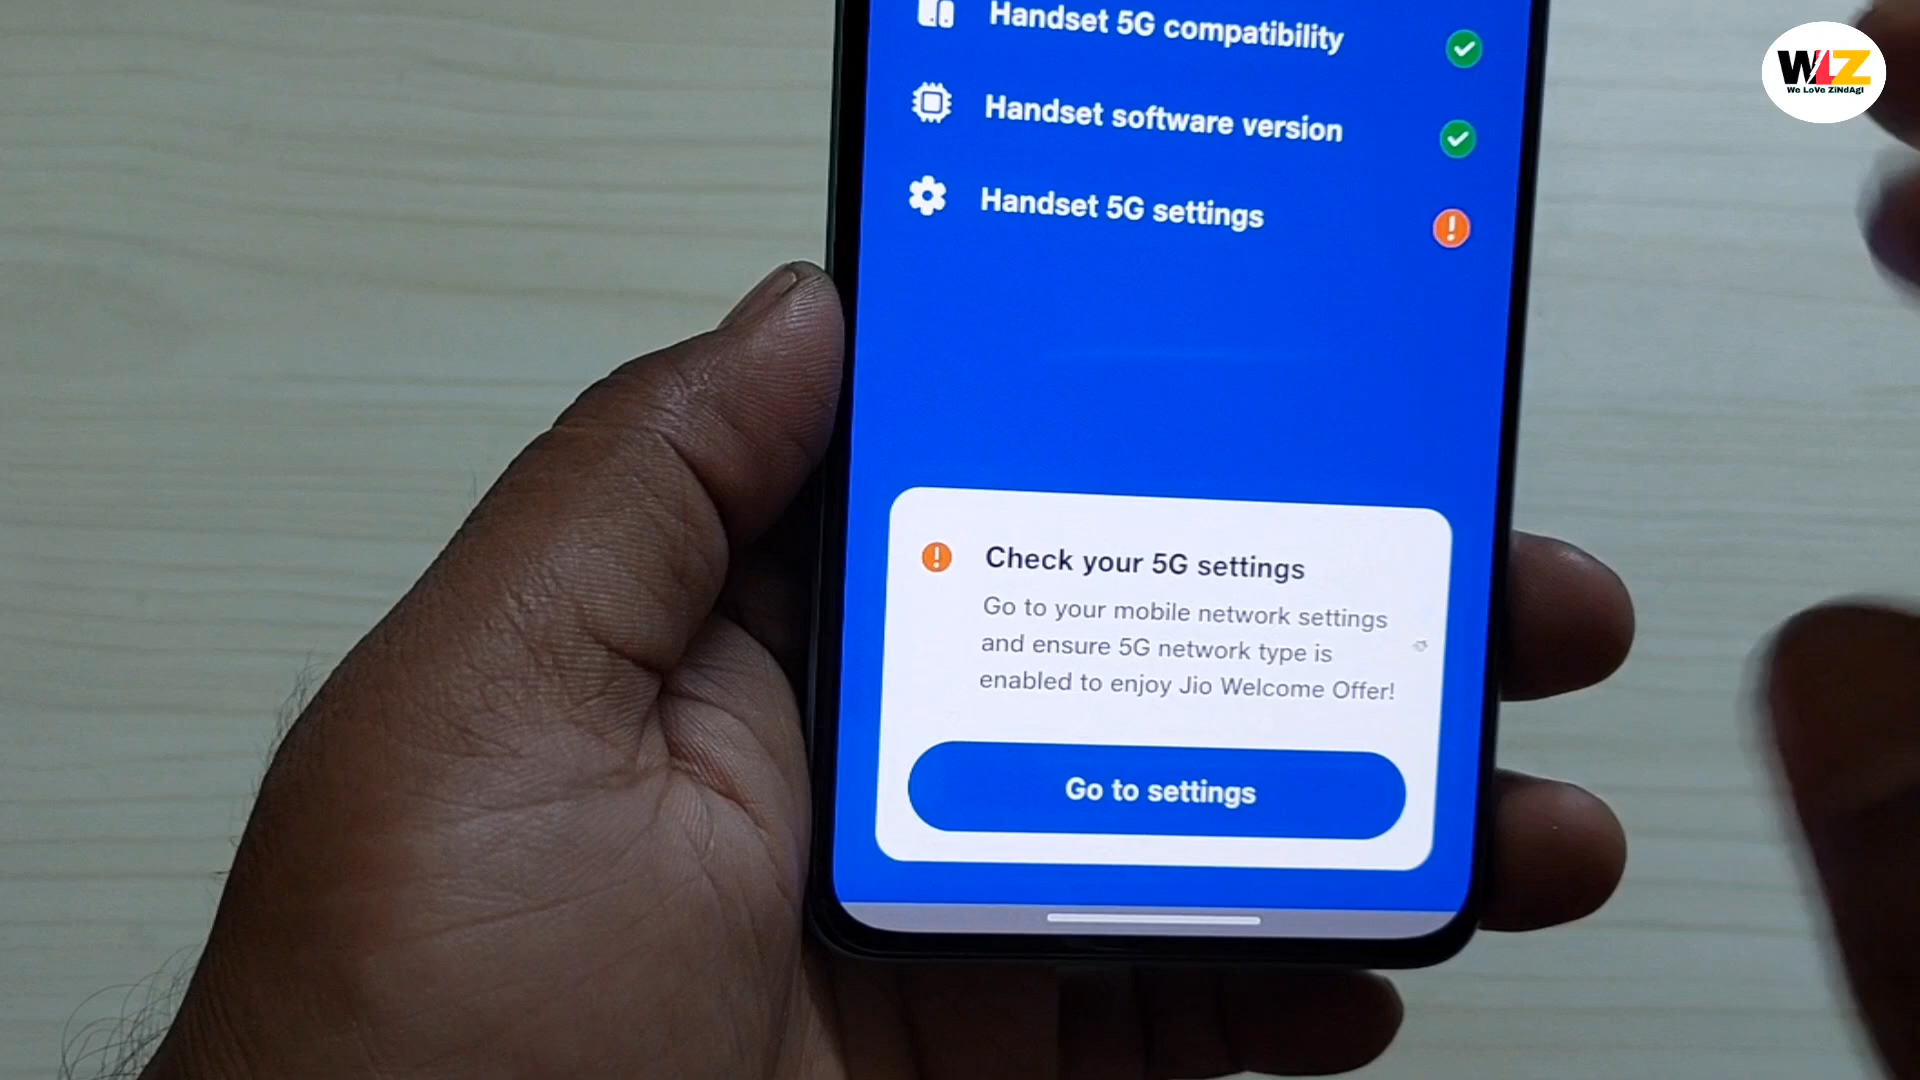 Handset 5G compatibility
Handset software version
Handset 5G settings
Check your 5G settings
Go to your mobile network settings
and ensure 5G network type is
enabled to enjoy Jio Welcome Offer!
Go to settings
WLZ
We LoVe ZiNdAgI